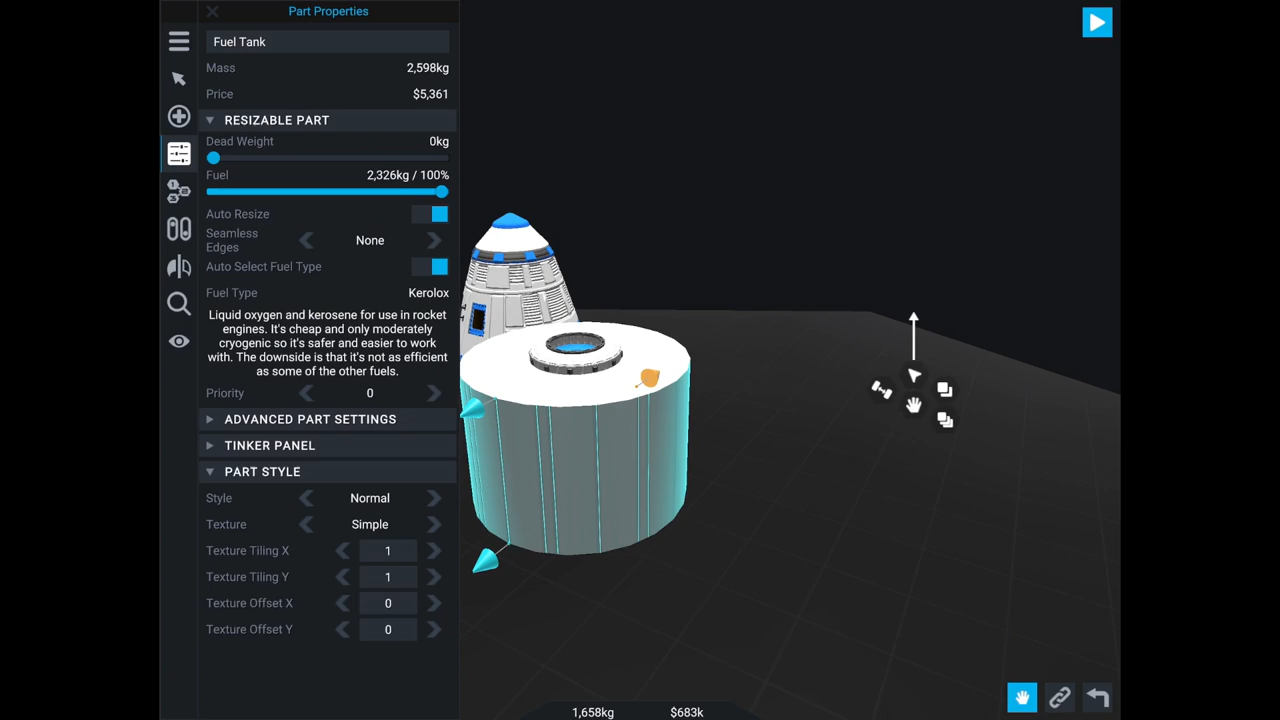 Part Properties
Fuel Tank
Mass 2,598kg
Price $5,361
RESIZABLE PART
Dead Weight 0kg
Fuel 2,326kg / 100%
Auto Resize
Seamless Edges None
Auto Select Fuel Type
Fuel Type Kerolox
Liquid oxygen and kerosene for use in rocket
engines. It's cheap and only moderately
cryogenic so it's safer and easier to work
with. The downside is that it's not as efficient
as some of the other fuels.
Priority 0
ADVANCED PART SETTINGS
TINKER PANEL
PART STYLE
Style Normal
Texture Simple
Texture Tiling X 1
Texture Tiling Y 1
Texture Offset X 0
Texture Offset Y 0
1,658kg $683k